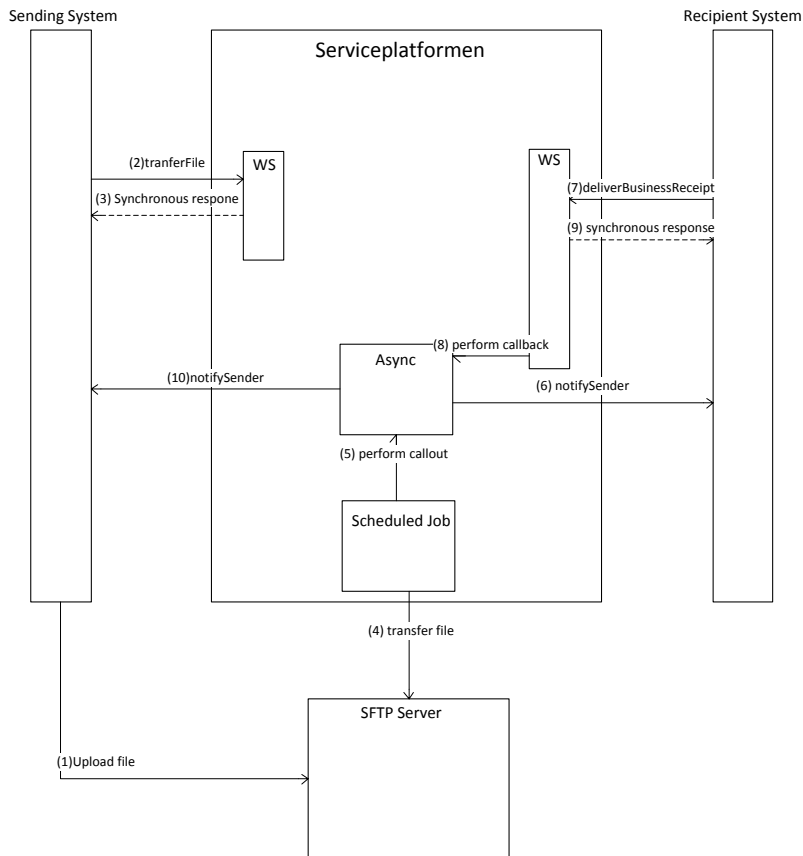 Sending System
Recipient System
Serviceplatformen
WS
WS
(2)tranferFile
(7)deliverBusinessReceipt
(3) Synchronous respone
(9) synchronous response
(8) perform callback
Async
(10)notifySender
(6) notifySender
(5) perform callout
Scheduled Job
(4) transfer file
SFTP Server
(1)Upload file